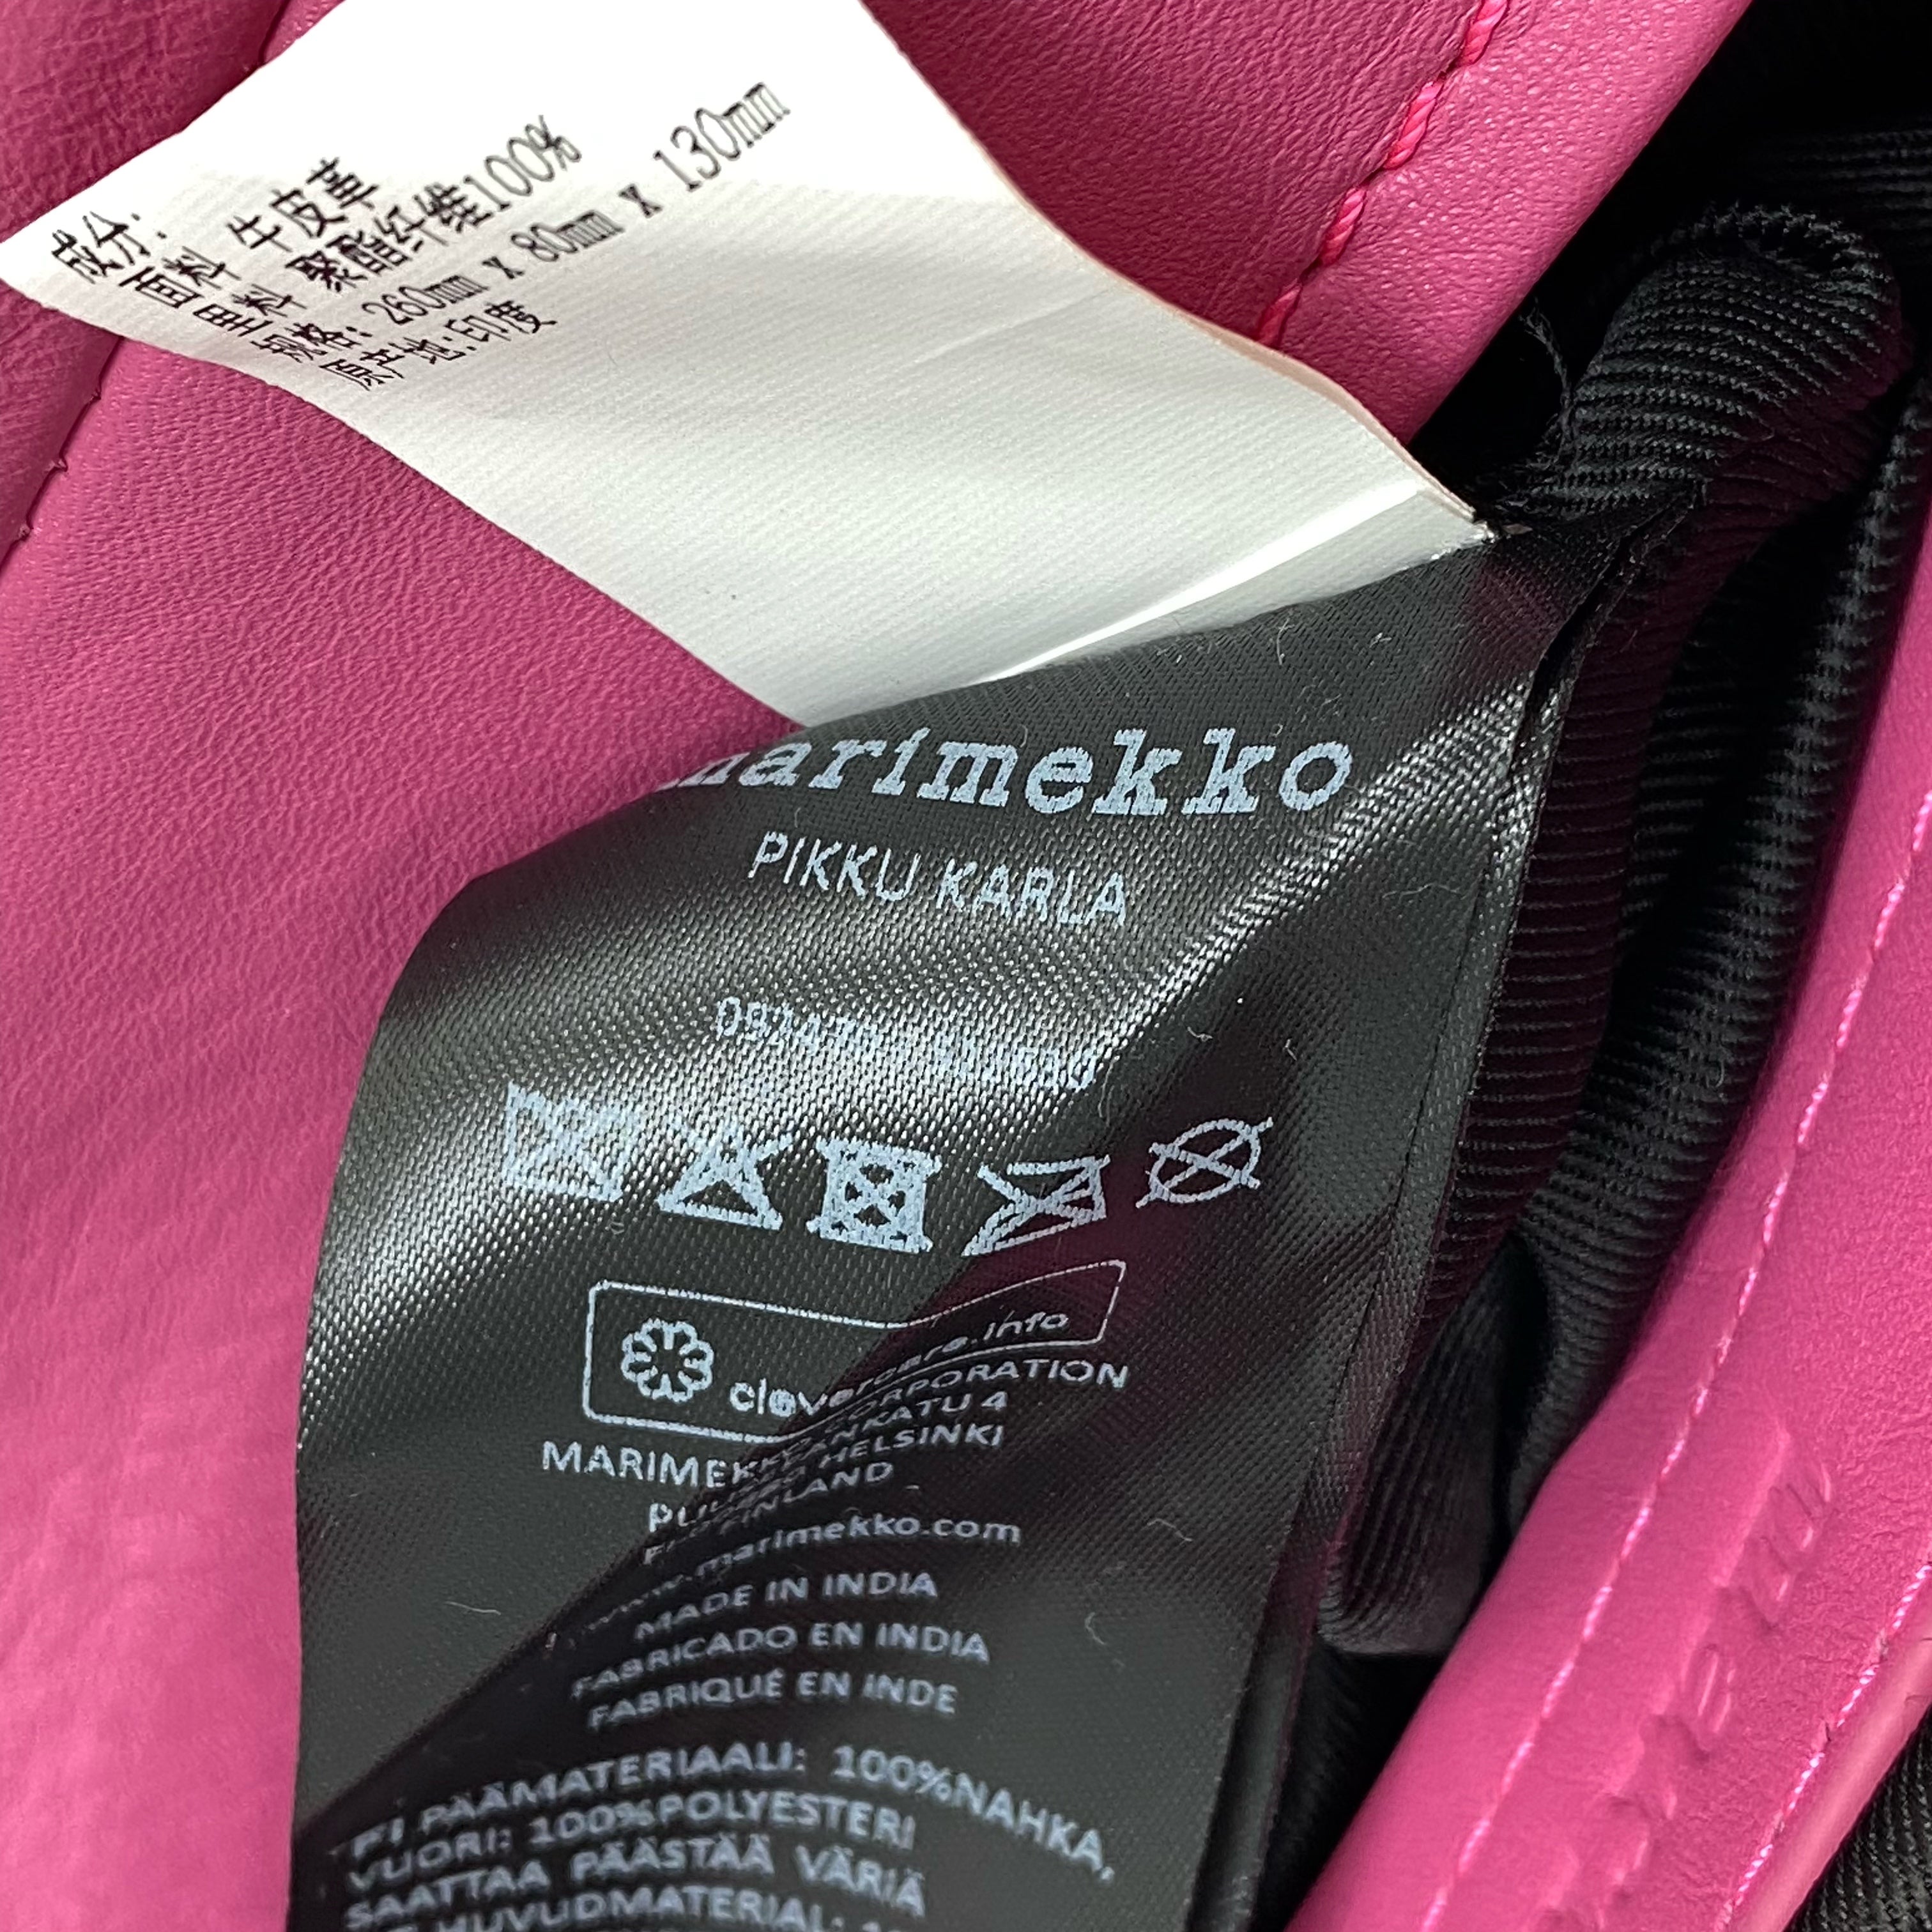 成分:
面料 牛皮革
里料 聚酯纤维100%
规格: 260mm x 80mm x 130mm
原产地:印度
marimekko
PIKKU KARLA
clevercare.info
MARIMEKKO CORPORATION
HELSINKI
FINLAND
www.marimekko.com
MADE IN INDIA
FABRICADO EN INDIA
FABRIQUÉ EN INDE
FI PÄÄMATERIAALI: 100%NAHKA,
VUORI: 100%POLYESTERI
SAATTAA PÄÄSTÄÄ VÄRIÄ
HUVUDMATERIAL: